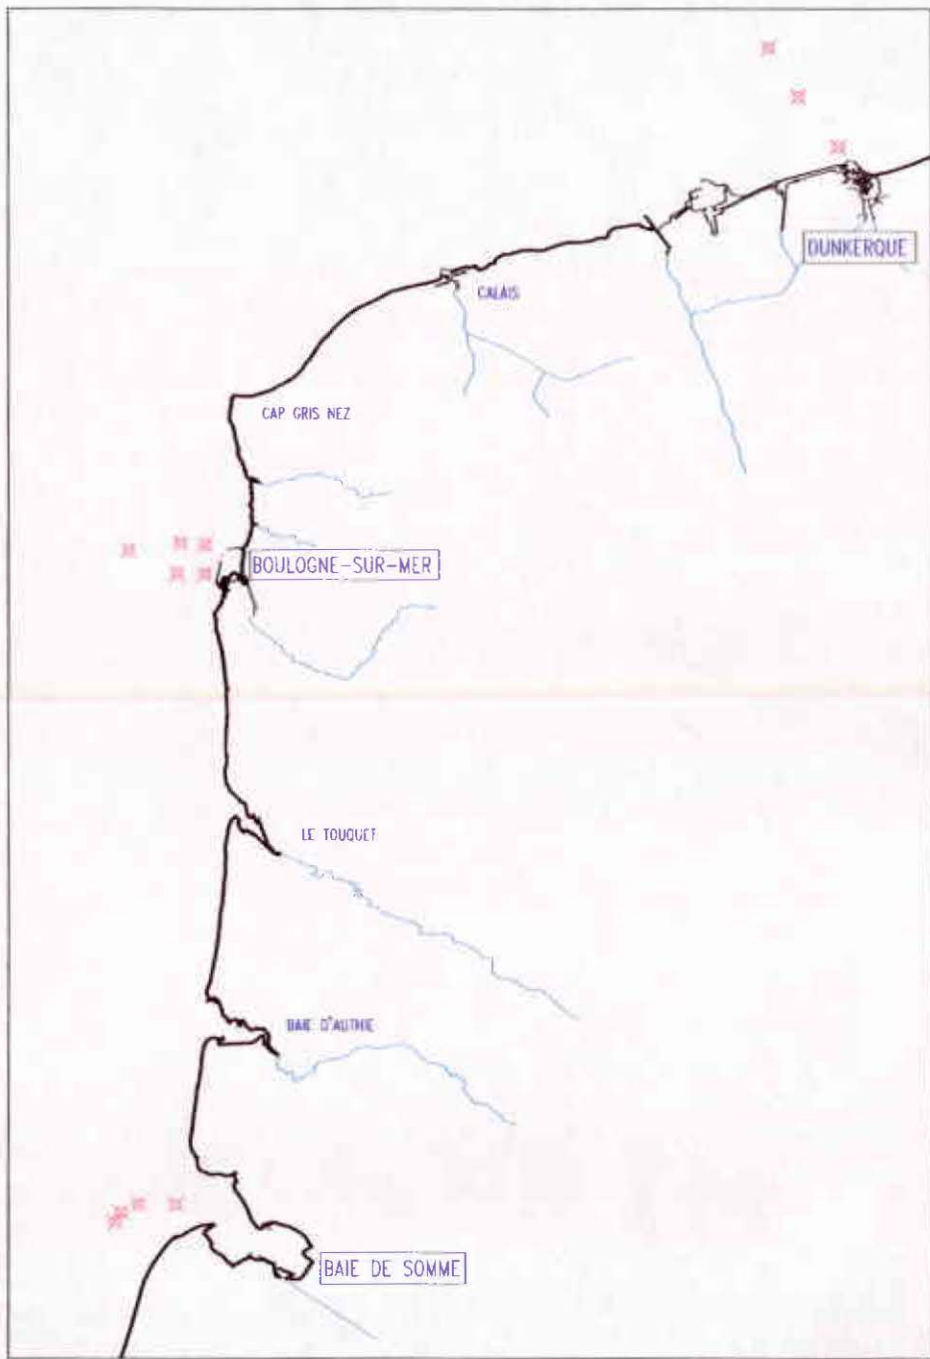 DUNKERQUE
CALAIS
CAP GRIS NEZ
BOULOGNE-SUR-MER
LE TOUQUET
BAIE D'AUTHIE
BAIE DE SOMME